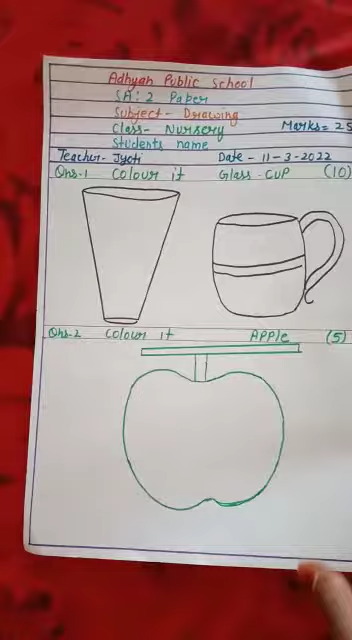 Adhyah Public School
SA: 2 Paper
Subject- Drawing
Class- Nursery Marks= 25
Students name
Teacher- Jyoti Date - 11-3-2022
Qns-1 Colour it Glass - CUP (10)
Qns-2 Colour it APPle (5)